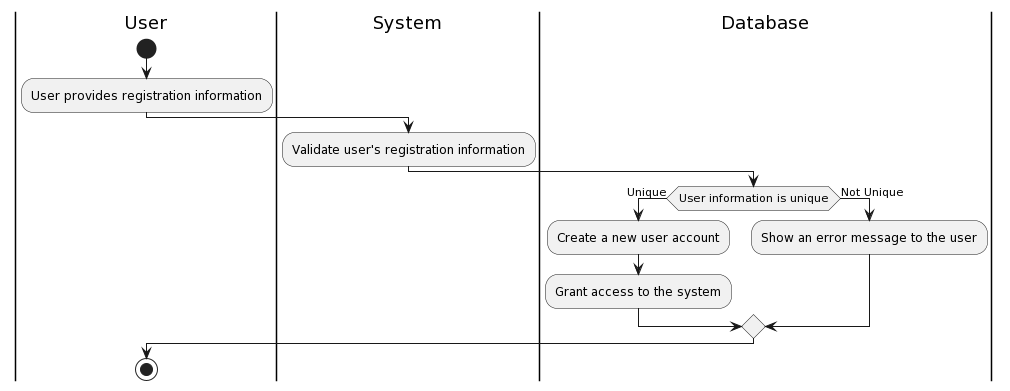 User
System
Database
User provides registration information
Validate user's registration information
Unique
User information is unique
Not Unique
Create a new user account
Show an error message to the user
Grant access to the system